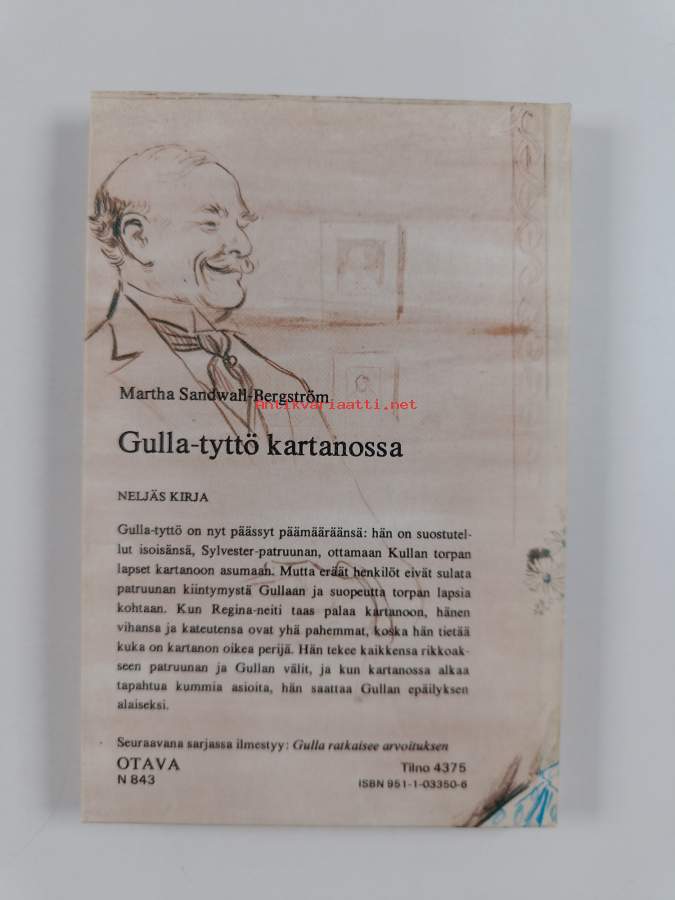 Martha Sandwall-Bergström
Antikvariaatti.net
Gulla-tyttö kartanossa
NELJÄS KIRJA
Gulla-tyttö on nyt päässyt päämääräänsä: hän on suostutel-
lut isoisänsä, Sylvester-patruunan, ottamaan Kullan torpan
lapset kartanoon asumaan. Mutta eräät henkilöt eivät sulata
patruunan kiintymystä Gullaan ja suopeutta torpan lapsia
kohtaan. Kun Regina-neiti taas palaa kartanoon, hänen
vihansa ja kateutensa ovat yhä pahemmat, koska hän tietää
kuka on kartanon oikea perijä. Hän tekee kaikkensa rikkoak-
seen patruunan ja Gullan välit, ja kun kartanossa alkaa
tapahtua kummia asioita, hän saattaa Gullan epäilyksen
alaiseksi.
Seuraavana sarjassa ilmestyy: Gulla ratkaisee arvoituksen
OTAVA Tilno 4375
N 843 ISBN 951-1-03350-6